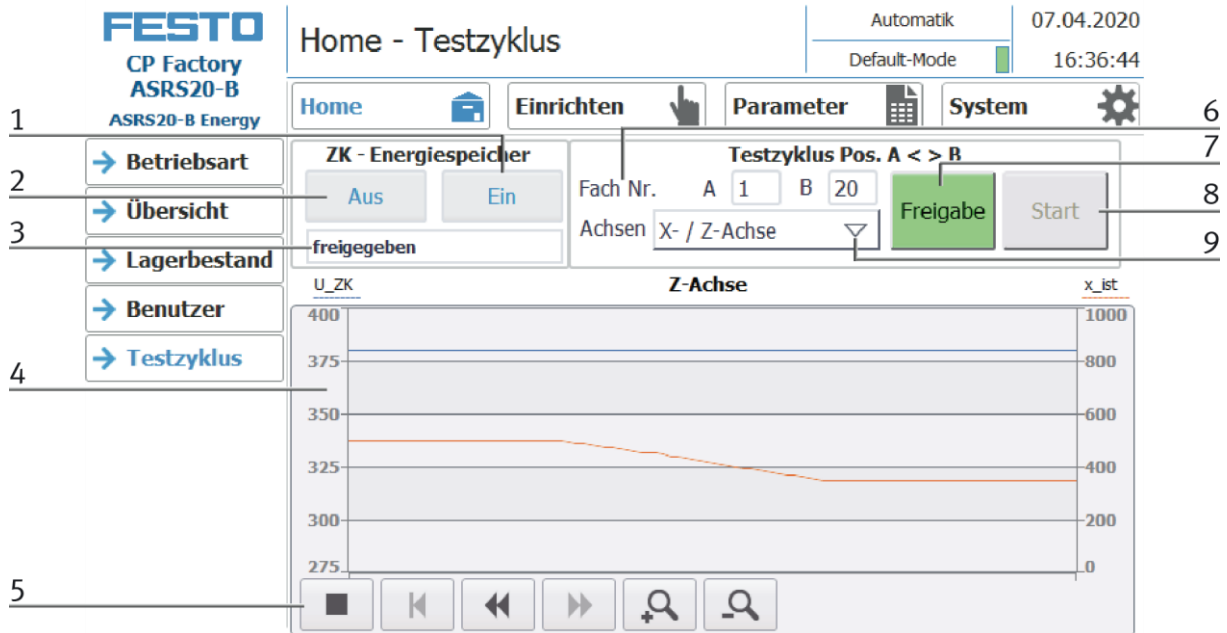 FESTO
CP Factory
ASRS20-B
ASRS20-B Energy
Home - Testzyklus
Automatik
Default-Mode
07.04.2020
16:36:44
Home
Einrichten
Parameter
System
Betriebsart
Übersicht
Lagerbestand
Benutzer
Testzyklus
ZK - Energiespeicher
Aus
Ein
freigegeben
Testzyklus Pos. A < > B
Fach Nr. A 1 B 20
Achsen X- / Z-Achse
Freigabe
Start
U_ZK
Z-Achse
x_ist
400
375
350
325
300
275
1000
800
600
400
200
0
1
2
3
4
5
6
7
8
9